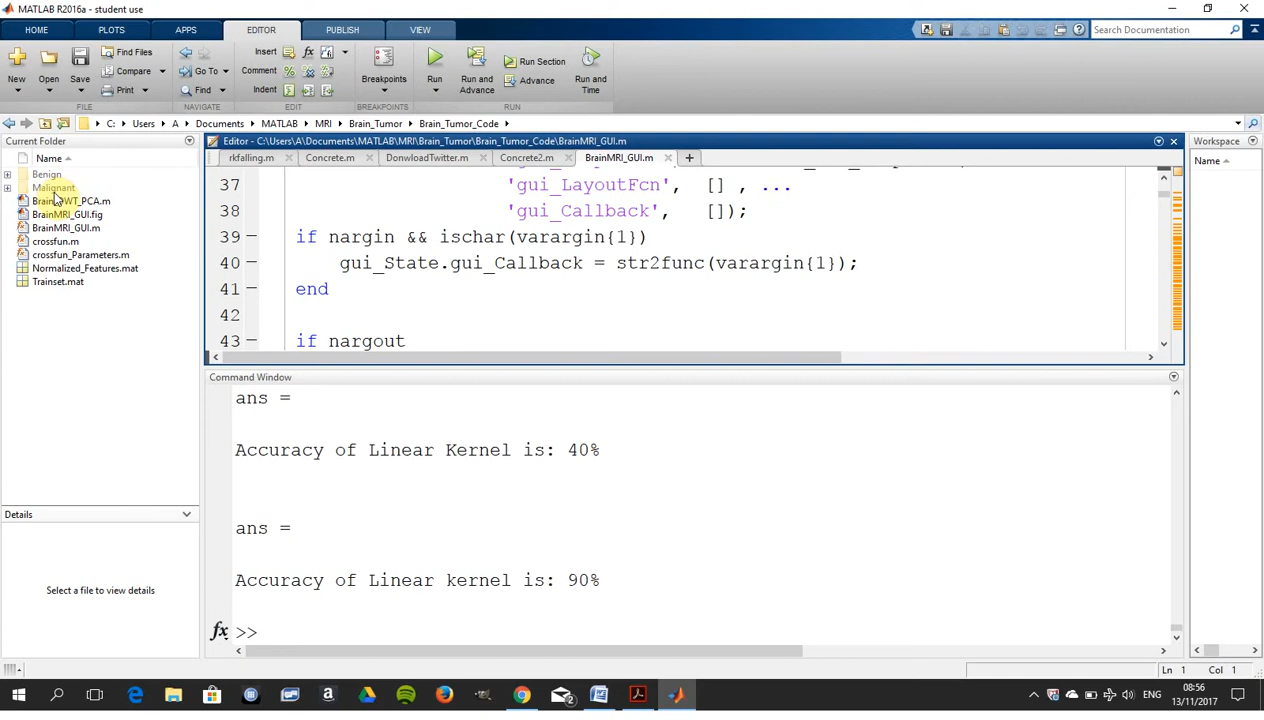 MATLAB R2016a - student use
HOME PLOTS APPS EDITOR PUBLISH VIEW
Search Documentation
New Open Save Find Files Compare Print
Go To Find
Insert fx
Comment
Indent
Breakpoints
Run Run and Advance Run Section Advance Run and Time
FILE NAVIGATE EDIT BREAKPOINTS RUN
C: Users A Documents MATLAB MRI Brain_Tumor Brain_Tumor_Code
Current Folder
Name
Benign
Malignant
BrainMRI_GUI.fig
BrainMRI_GUI.m
crossfun.m
crossfun_Parameters.m
Normalized_Features.mat
Trainset.mat
Details
Select a file to view details
Editor - C:\Users\A\Documents\MATLAB\MRI\Brain_Tumor\Brain_Tumor_Code\BrainMRI_GUI.m
rkfalling.m Concrete.m DonwloadTwitter.m Concrete2.m BrainMRI_GUI.m
37 'gui_LayoutFcn', [] , ...
38 'gui_Callback', []);
39 if nargin && ischar(varargin{1})
40 gui_State.gui_Callback = str2func(varargin{1});
41 end
42
43 if nargout
Command Window
ans =
Accuracy of Linear Kernel is: 40%
ans =
Accuracy of Linear kernel is: 90%
fx >>
Workspace
Name
Ln 1 Col 1
ENG
08:56
13/11/2017